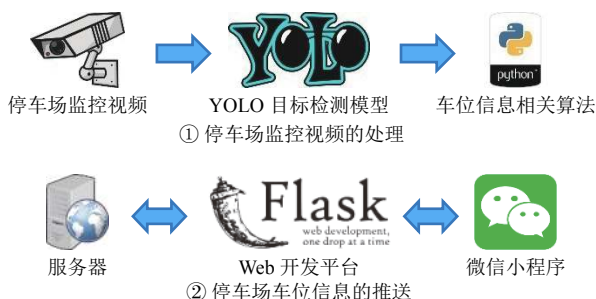 YOLO
python
停车场监控视频
YOLO 目标检测模型
车位信息相关算法
① 停车场监控视频的处理
Flask
web development,
one drop at a time
服务器
Web 开发平台
微信小程序
② 停车场车位信息的推送